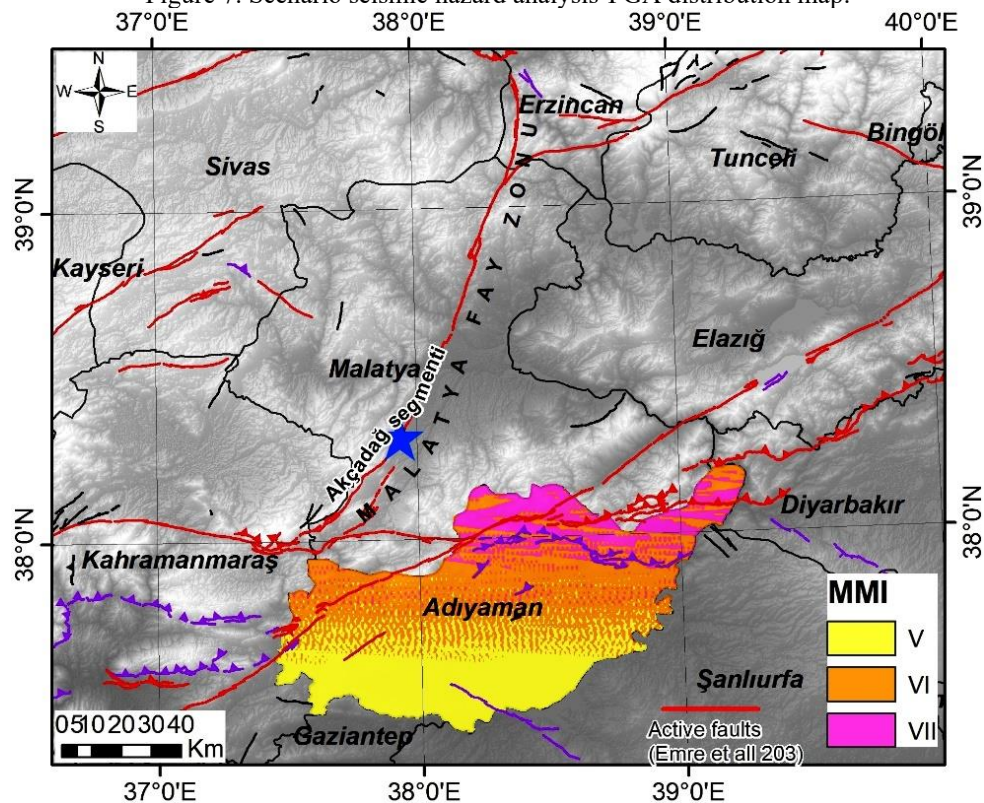 Figure 7. Scenario seismic hazard analysis PGA distribution map.
37°0'E 38°0'E 39°0'E 40°0'E
N
W E
S
Erzincan
Bingöl
Tunceli
Sivas
39°0'N
39°0'N
Kayseri
Elazığ
Malatya
Akçadağ segmenti
MALATYA FAY ZONU
Diyarbakır
38°0'N
38°0'N
Kahramanmaraş
Adıyaman
MMI
V
VI
VII
Şanlıurfa
Active faults
(Emre et all 203)
Gaziantep
0510 20 30 40
Km
37°0'E 38°0'E 39°0'E